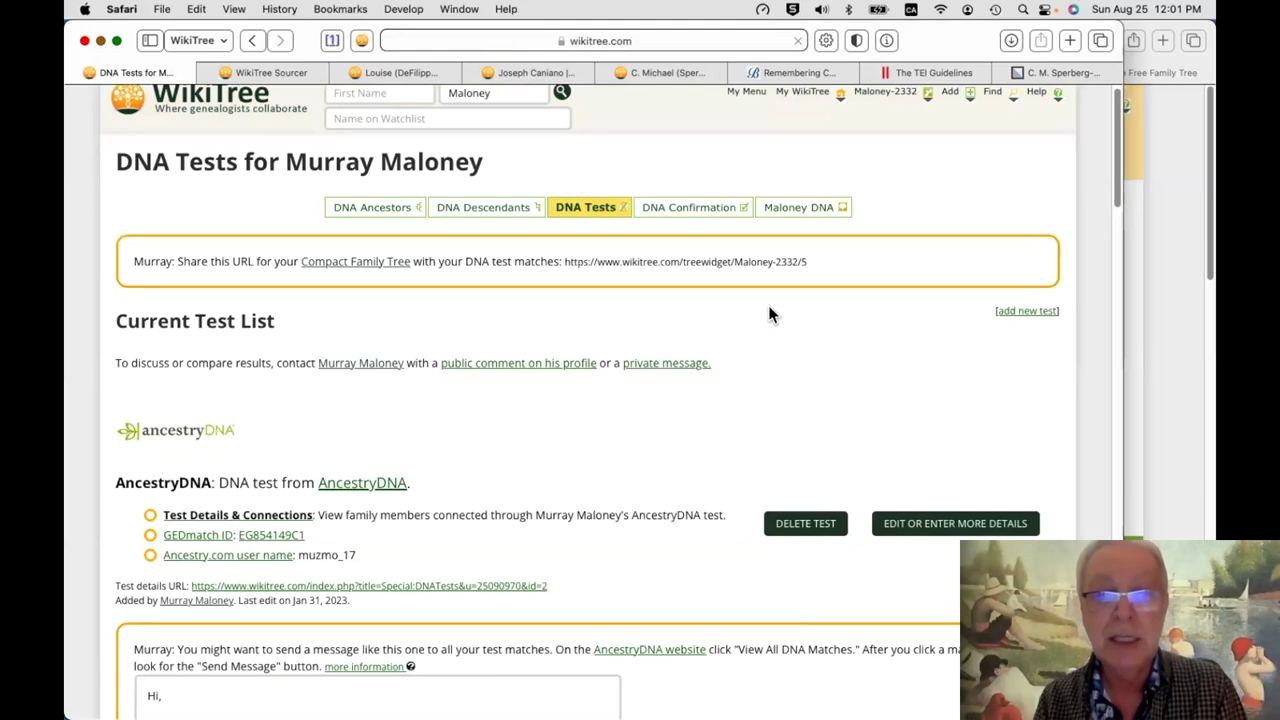 Safari File Edit View History Bookmarks Develop Window Help 5 CA Sun Aug 25 12:01 PM
WikiTree [1] wikitree.com
DNA Tests for M... WikiTree Sourcer Louise (DeFilipp... Joseph Caniano |... C. Michael (Sper... Remembering C... The TEI Guidelines C. M. Sperberg-... Free Family Tree
WikiTree First Name Maloney My Menu My WikiTree Maloney-2332 Add Find Help
Where genealogists collaborate Name on Watchlist
DNA Tests for Murray Maloney
DNA Ancestors DNA Descendants DNA Tests DNA Confirmation Maloney DNA
Murray: Share this URL for your Compact Family Tree with your DNA test matches: https://www.wikitree.com/treewidget/Maloney-2332/5
Current Test List [add new test]
To discuss or compare results, contact Murray Maloney with a public comment on his profile or a private message.
ancestryDNA
AncestryDNA: DNA test from AncestryDNA.
Test Details & Connections: View family members connected through Murray Maloney's AncestryDNA test. DELETE TEST EDIT OR ENTER MORE DETAILS
GEDmatch ID: EG854149C1
Ancestry.com user name: muzmo_17
Test details URL: https://www.wikitree.com/index.php?title=Special:DNATests&u=25090970&id=2
Added by Murray Maloney. Last edit on Jan 31, 2023.
Murray: You might want to send a message like this one to all your test matches. On the AncestryDNA website click "View All DNA Matches." After you click a ma
look for the "Send Message" button. more information
Hi,